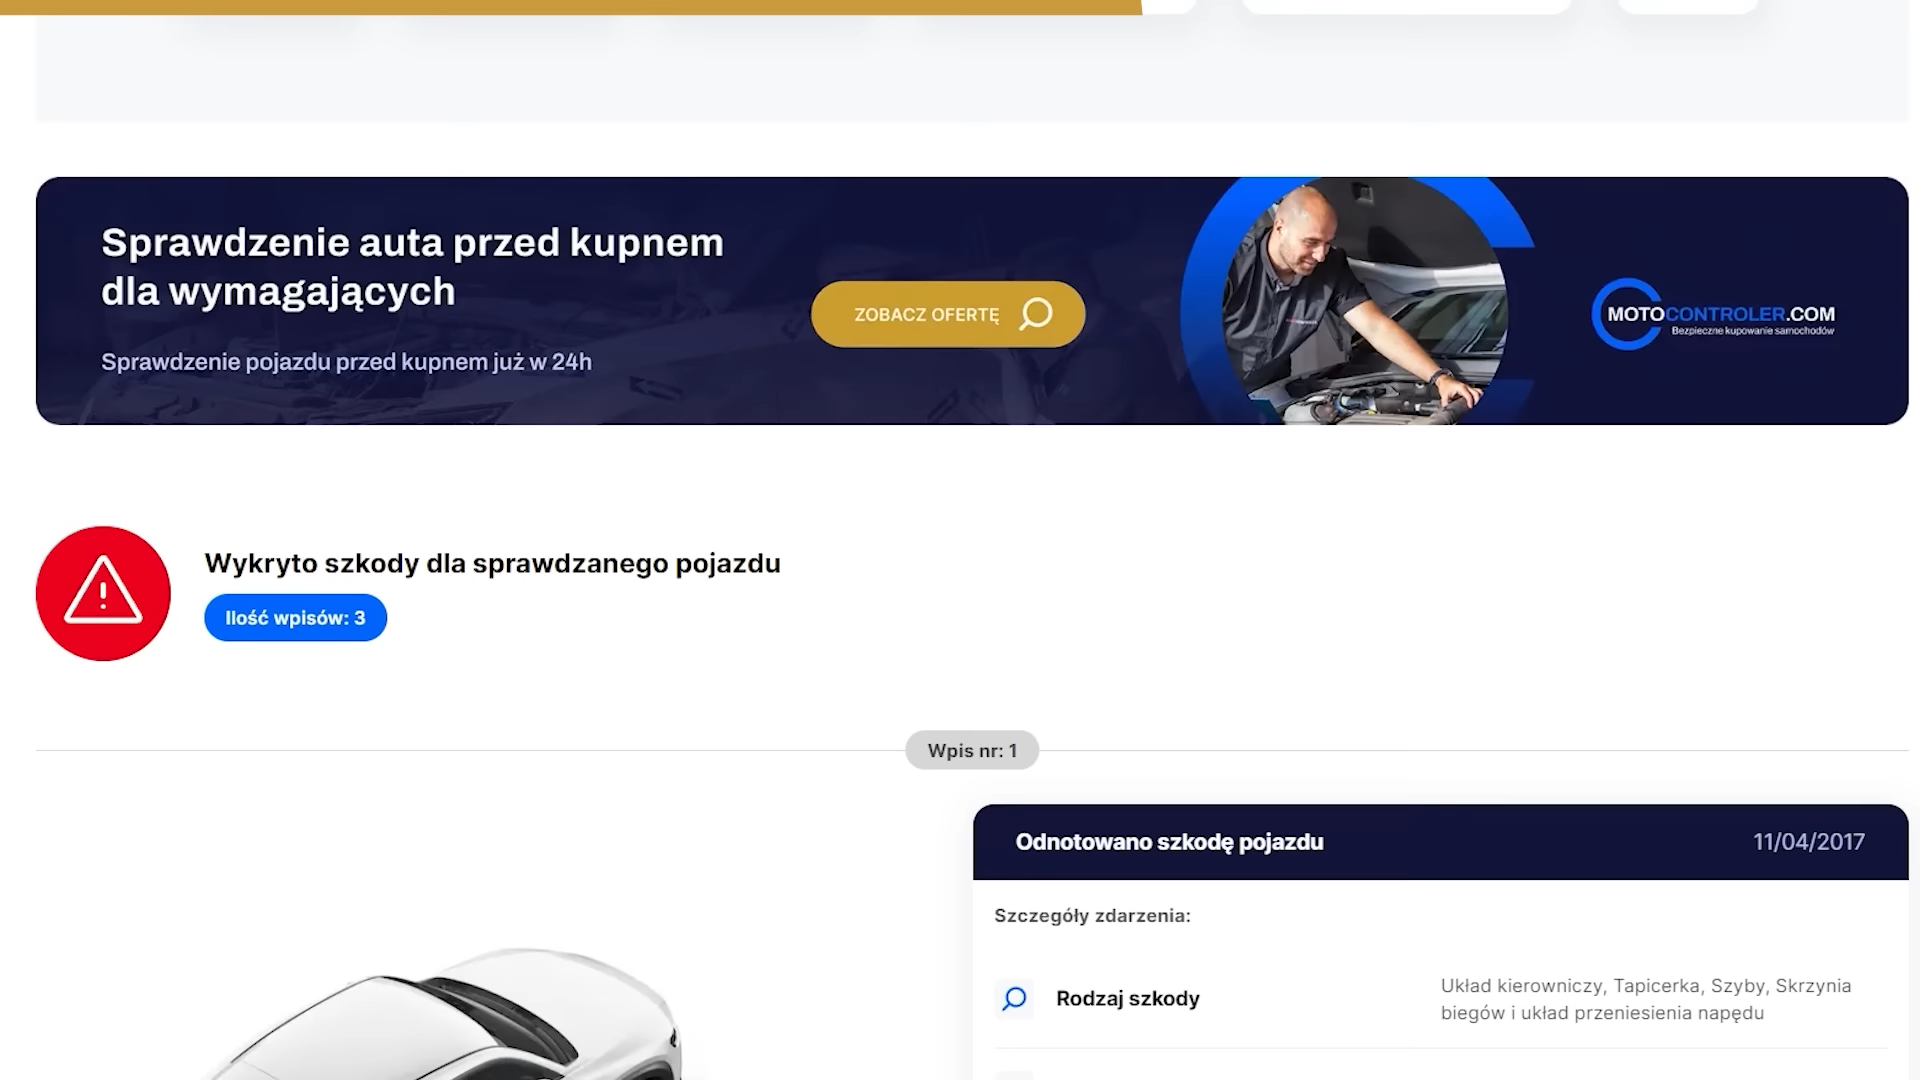 Sprawdzenie auta przed kupnem
dla wymagających
Sprawdzenie pojazdu przed kupnem już w 24h
ZOBACZ OFERTĘ
MOTOCONTROLER.COM
Bezpieczne kupowanie samochodów
Wykryto szkody dla sprawdzanego pojazdu
Ilość wpisów: 3
Wpis nr: 1
Odnotowano szkodę pojazdu
11/04/2017
Szczegóły zdarzenia:
Rodzaj szkody
Układ kierowniczy, Tapicerka, Szyby, Skrzynia
biegów i układ przeniesienia napędu